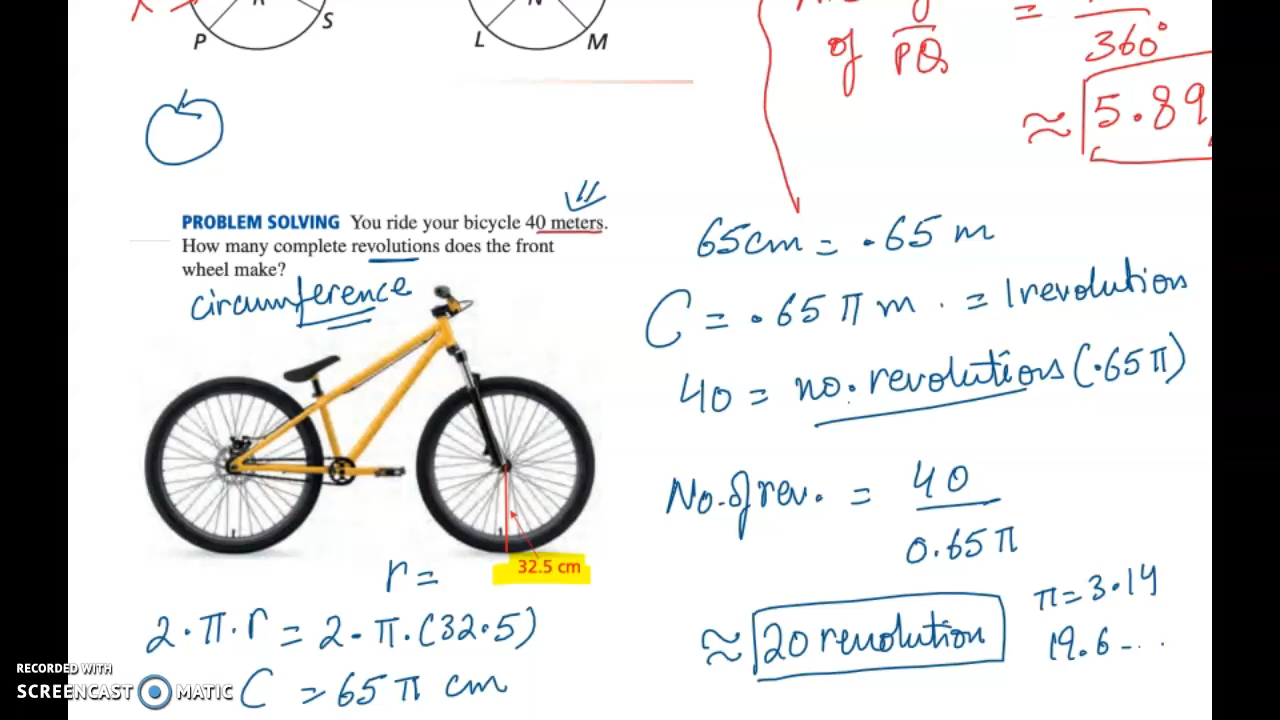 R
S
P
N
L
M
of PQ
=
360°
≈ 5.89
PROBLEM SOLVING You ride your bicycle 40 meters.
How many complete revolutions does the front
wheel make?
circumference
32.5 cm
r =
2·π·r = 2·π·(32.5)
C = 65 π cm
65cm = .65 m
C = .65 π m. = 1 revolution
40 = no. revolutions (.65π)
No. of rev. = 40
0.65 π
≈ 20 revolution
π = 3.14
19.6 - ...
RECORDED WITH
SCREENCAST MATIC